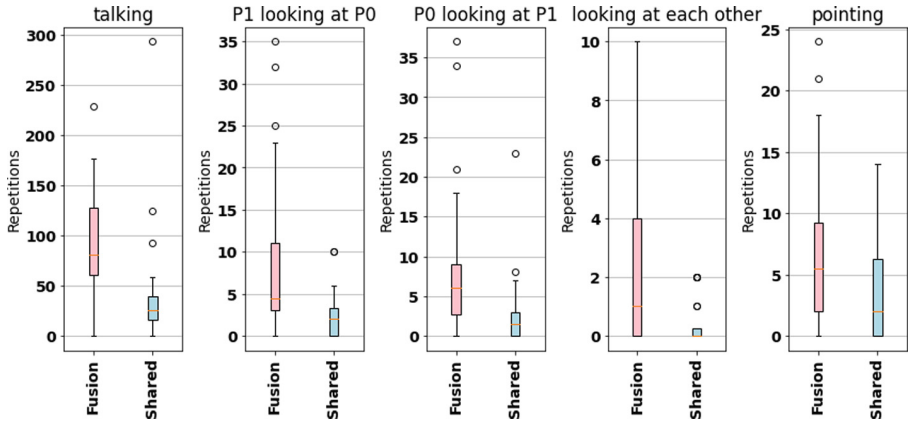 talking
P1 looking at P0
P0 looking at P1
looking at each other
pointing
Repetitions
300
250
200
150
100
50
0
Fusion
Shared
Repetitions
35
30
25
20
15
10
5
0
Fusion
Shared
Repetitions
35
30
25
20
15
10
5
0
Fusion
Shared
Repetitions
10
8
6
4
2
0
Fusion
Shared
Repetitions
25
20
15
10
5
0
Fusion
Shared